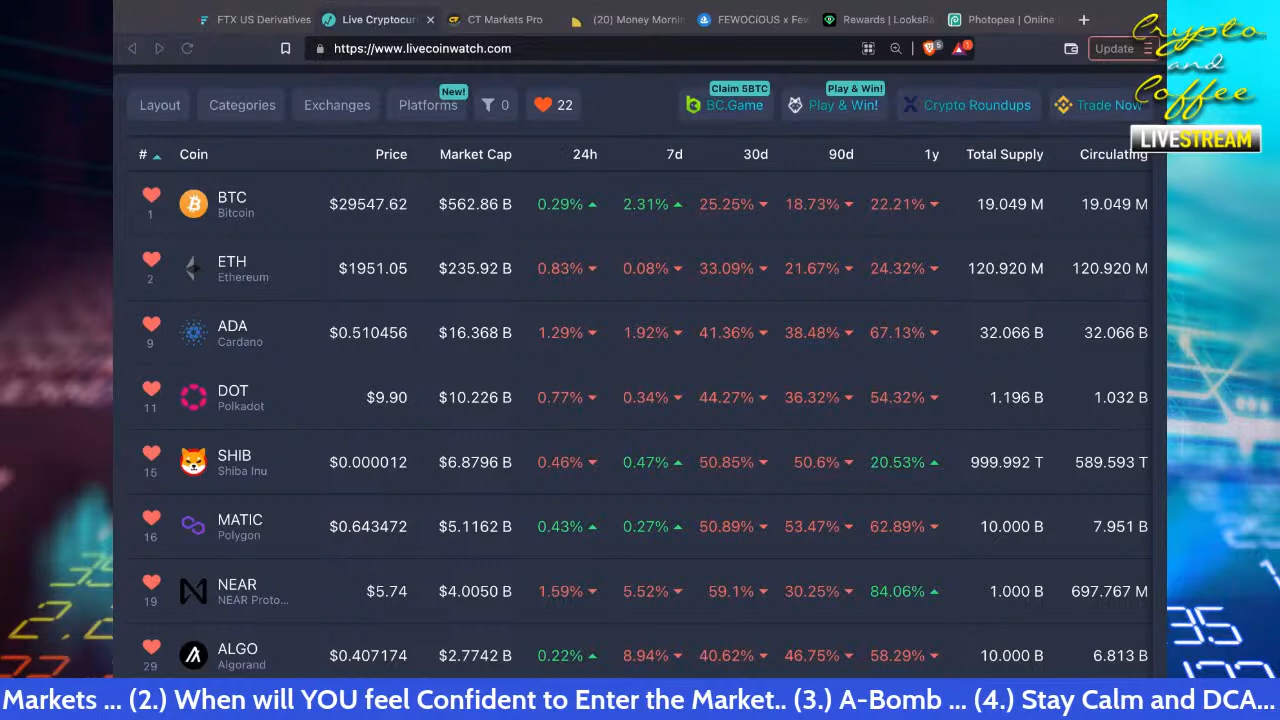 FTX US Derivatives
Live Cryptocur
CT Markets Pro
(20) Money Mornin
FEWOCiOUS x Few
Rewards | LooksRa
Photopea | Online
https://www.livecoinwatch.com
5
1
Update
Crypto
and
Coffee
LIVESTREAM
Layout
Categories
Exchanges
Platforms
New!
0
22
Claim 5BTC
BC.Game
Play & Win!
Play & Win!
Crypto Roundups
Trade Now
# Coin Price Market Cap 24h 7d 30d 90d 1y Total Supply Circulating
BTC
1 Bitcoin $29547.62 $562.86 B 0.29% 2.31% 25.25% 18.73% 22.21% 19.049 M 19.049 M
ETH
2 Ethereum $1951.05 $235.92 B 0.83% 0.08% 33.09% 21.67% 24.32% 120.920 M 120.920 M
ADA
9 Cardano $0.510456 $16.368 B 1.29% 1.92% 41.36% 38.48% 67.13% 32.066 B 32.066 B
DOT
11 Polkadot $9.90 $10.226 B 0.77% 0.34% 44.27% 36.32% 54.32% 1.196 B 1.032 B
SHIB
15 Shiba Inu $0.000012 $6.8796 B 0.46% 0.47% 50.85% 50.6% 20.53% 999.992 T 589.593 T
MATIC
16 Polygon $0.643472 $5.1162 B 0.43% 0.27% 50.89% 53.47% 62.89% 10.000 B 7.951 B
NEAR
19 NEAR Proto... $5.74 $4.0050 B 1.59% 5.52% 59.1% 30.25% 84.06% 1.000 B 697.767 M
ALGO
29 Algorand $0.407174 $2.7742 B 0.22% 8.94% 40.62% 46.75% 58.29% 10.000 B 6.813 B
Markets ... (2.) When will YOU feel Confident to Enter the Market.. (3.) A-Bomb ... (4.) Stay Calm and DCA...